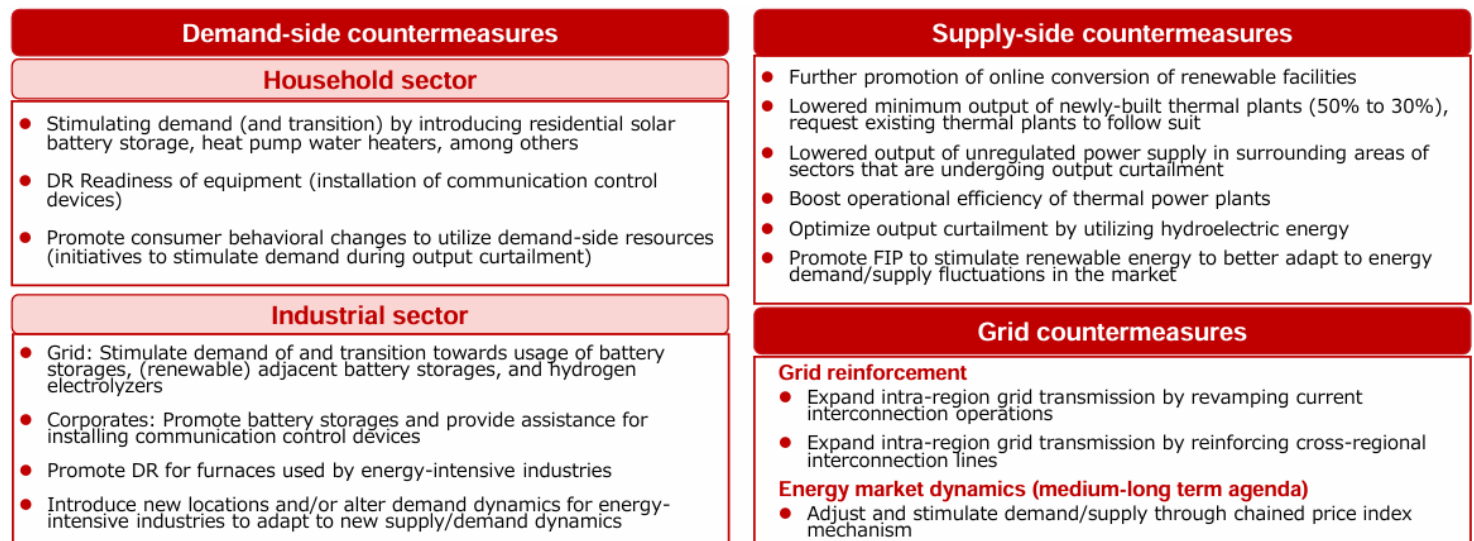 Demand-side countermeasures
Household sector
● Stimulating demand (and transition) by introducing residential solar
battery storage, heat pump water heaters, among others
● DR Readiness of equipment (installation of communication control
devices)
● Promote consumer behavioral changes to utilize demand-side resources
(initiatives to stimulate demand during output curtailment)
Industrial sector
● Grid: Stimulate demand of and transition towards usage of battery
storages, (renewable) adjacent battery storages, and hydrogen
electrolyzers
● Corporates: Promote battery storages and provide assistance for
installing communication control devices
● Promote DR for furnaces used by energy-intensive industries
● Introduce new locations and/or alter demand dynamics for energy-
intensive industries to adapt to new supply/demand dynamics
Supply-side countermeasures
● Further promotion of online conversion of renewable facilities
● Lowered minimum output of newly-built thermal plants (50% to 30%),
request existing thermal plants to follow suit
● Lowered output of unregulated power supply in surrounding areas of
sectors that are undergoing output curtailment
● Boost operational efficiency of thermal power plants
● Optimize output curtailment by utilizing hydroelectric energy
● Promote FIP to stimulate renewable energy to better adapt to energy
demand/supply fluctuations in the market
Grid countermeasures
Grid reinforcement
● Expand intra-region grid transmission by revamping current
interconnection operations
● Expand intra-region grid transmission by reinforcing cross-regional
interconnection lines
Energy market dynamics (medium-long term agenda)
● Adjust and stimulate demand/supply through chained price index
mechanism